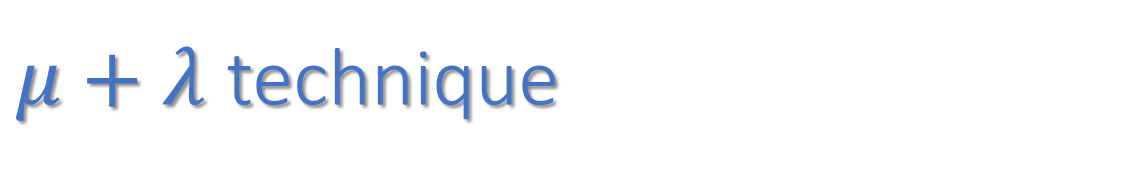 μ + λ technique